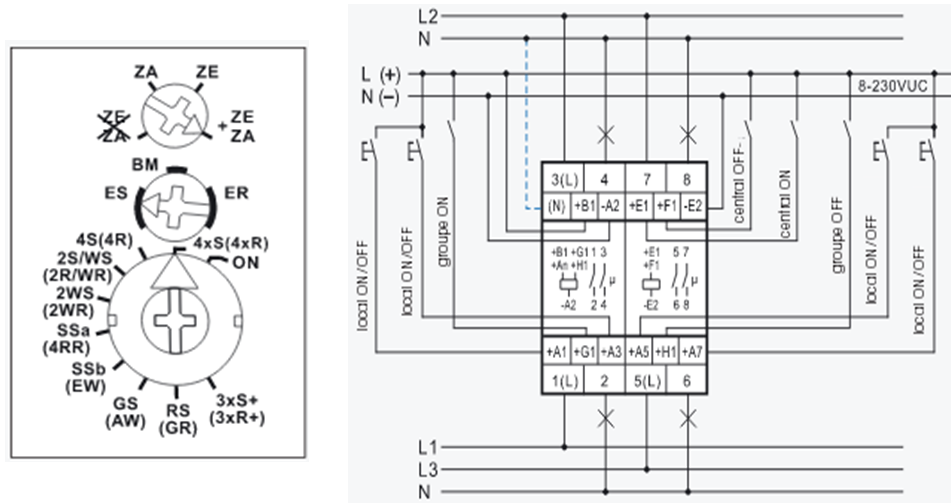 ZA
ZE
ZE
ZA
+ ZE
ZA
BM
ES
ER
4S(4R)
4xS(4xR)
2S/WS
(2R/WR)
ON
2WS
(2WR)
SSa
(4RR)
SSb
(EW)
GS
(AW)
RS
(GR)
3xS+
(3xR+)
L2
N
L (+)
N (−)
8-230VUC
3(L) 4 7 8
(N) +B1 -A2 +E1 +F1 -E2
+B1 +G1 1 3
+An +H1
µ
-A2 2 4
+E1 5 7
+F1
µ
-E2 6 8
+A1 +G1 +A3 +A5 +H1 +A7
1(L) 2 5(L) 6
local ON/OFF
local ON/OFF
groupe ON
central OFF-
central ON
groupe OFF
local ON/OFF
local ON/OFF
L1
L3
N